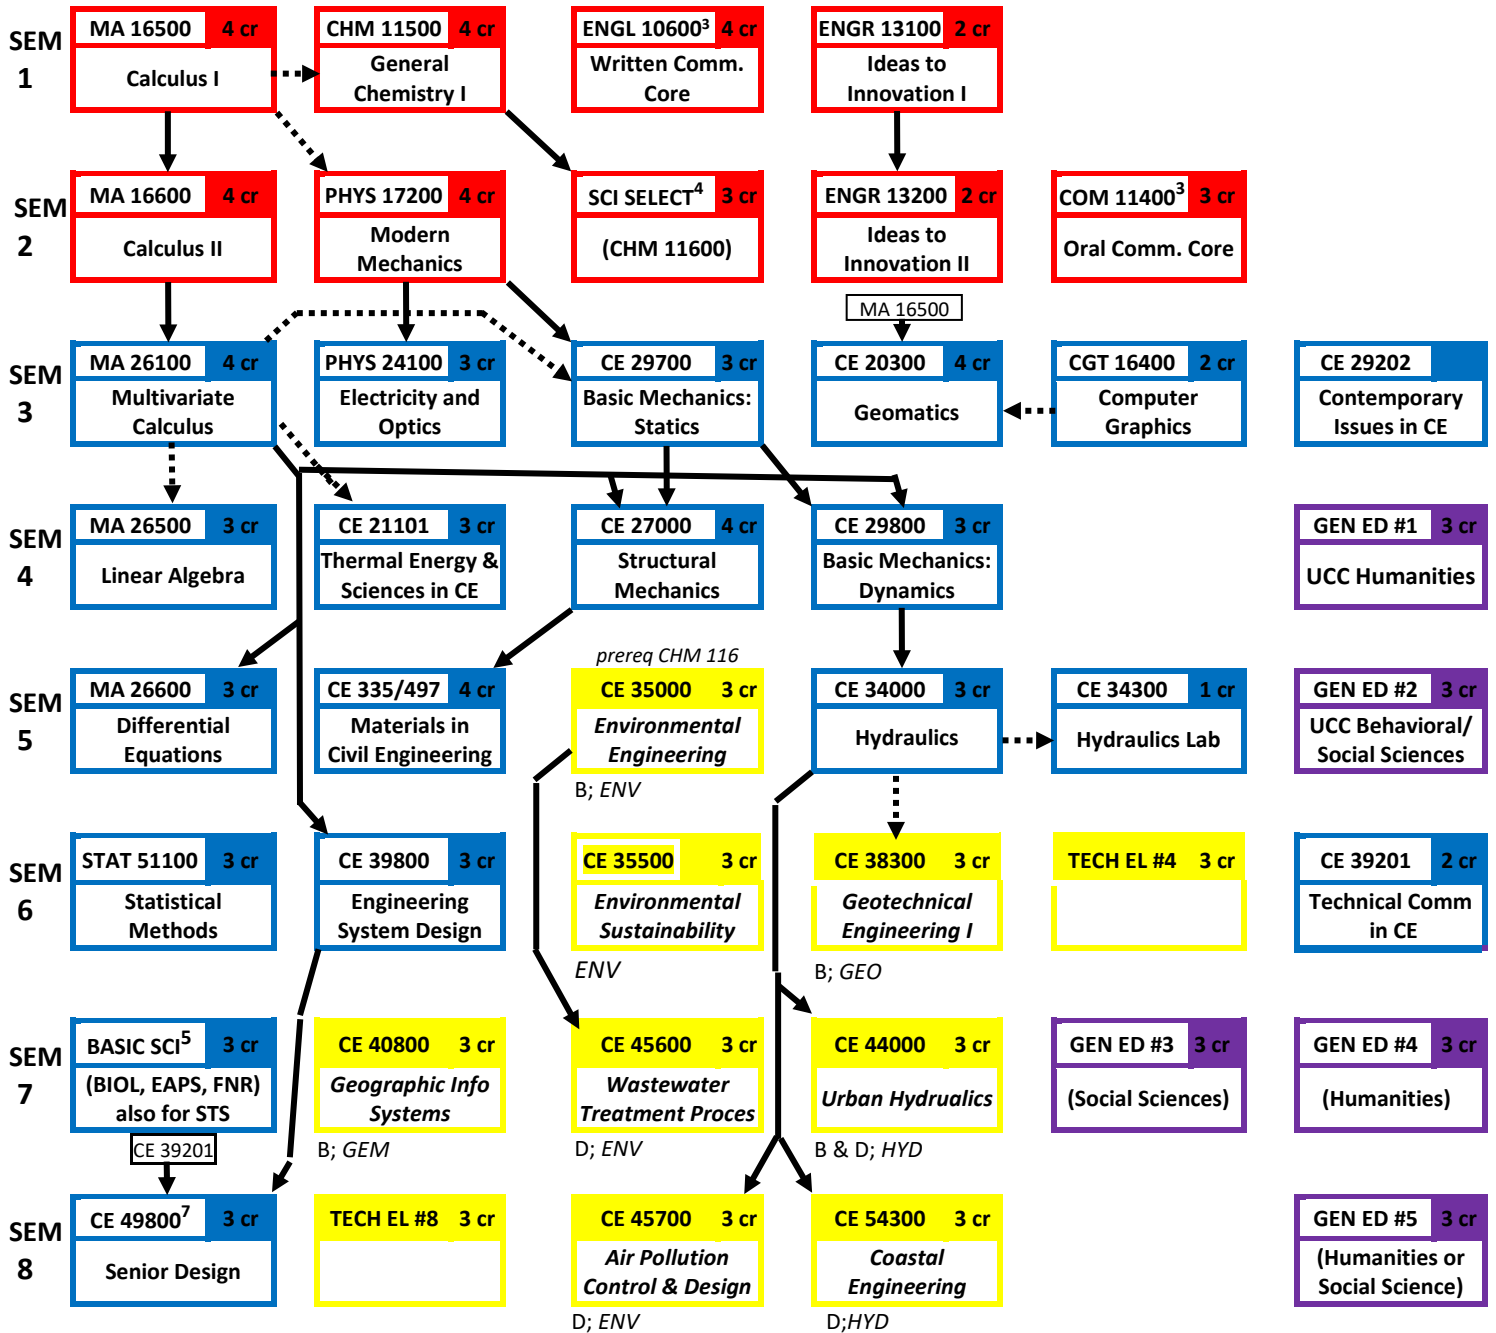 SEM
1
MA 16500 4 cr
Calculus I
CHM 11500 4 cr
General
Chemistry I
ENGL 10600³ 4 cr
Written Comm.
Core
ENGR 13100 2 cr
Ideas to
Innovation I
SEM
2
MA 16600 4 cr
Calculus II
PHYS 17200 4 cr
Modern
Mechanics
SCI SELECT⁴ 3 cr
(CHM 11600)
ENGR 13200 2 cr
Ideas to
Innovation II
COM 11400³ 3 cr
Oral Comm. Core
MA 16500
SEM
3
MA 26100 4 cr
Multivariate
Calculus
PHYS 24100 3 cr
Electricity and
Optics
CE 29700 3 cr
Basic Mechanics:
Statics
CE 20300 4 cr
Geomatics
CGT 16400 2 cr
Computer
Graphics
CE 29202
Contemporary
Issues in CE
SEM
4
MA 26500 3 cr
Linear Algebra
CE 21101 3 cr
Thermal Energy &
Sciences in CE
CE 27000 4 cr
Structural
Mechanics
CE 29800 3 cr
Basic Mechanics:
Dynamics
GEN ED #1 3 cr
UCC Humanities
SEM
5
MA 26600 3 cr
Differential
Equations
CE 335/497 4 cr
Materials in
Civil Engineering
prereq CHM 116
CE 35000 3 cr
Environmental
Engineering
B; ENV
CE 34000 3 cr
Hydraulics
CE 34300 1 cr
Hydraulics Lab
GEN ED #2 3 cr
UCC Behavioral/
Social Sciences
SEM
6
STAT 51100 3 cr
Statistical
Methods
CE 39800 3 cr
Engineering
System Design
CE 35500 3 cr
Environmental
Sustainability
ENV
CE 38300 3 cr
Geotechnical
Engineering I
B; GEO
TECH EL #4 3 cr
CE 39201 2 cr
Technical Comm
in CE
SEM
7
BASIC SCI⁵ 3 cr
(BIOL, EAPS, FNR)
also for STS
CE 40800 3 cr
Geographic Info
Systems
B; GEM
CE 45600 3 cr
Wastewater
Treatment Proces
D; ENV
CE 44000 3 cr
Urban Hydrualics
B & D; HYD
GEN ED #3 3 cr
(Social Sciences)
GEN ED #4 3 cr
(Humanities)
CE 39201
SEM
8
CE 49800⁷ 3 cr
Senior Design
TECH EL #8 3 cr
CE 45700 3 cr
Air Pollution
Control & Design
D; ENV
CE 54300 3 cr
Coastal
Engineering
D;HYD
GEN ED #5 3 cr
(Humanities or
Social Science)